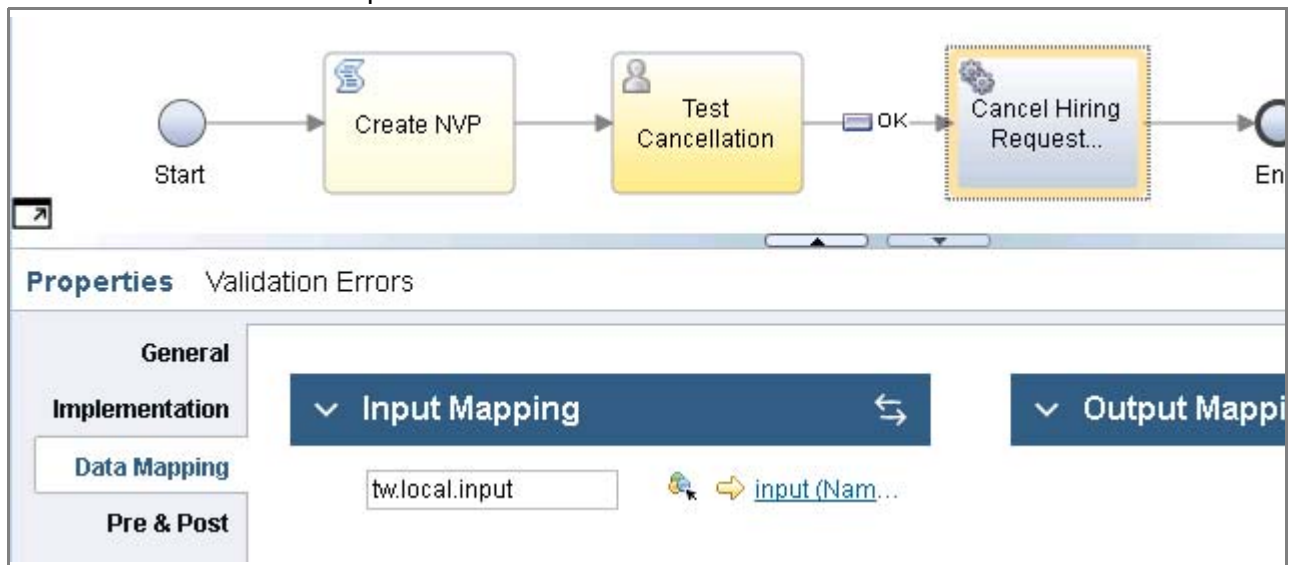 Create NVP
Test
Cancellation
OK
Cancel Hiring
Request...
Start
En
Properties Validation Errors
General
Implementation
Data Mapping
Pre & Post
Input Mapping
Output Mappi
tw.local.input
input (Nam...